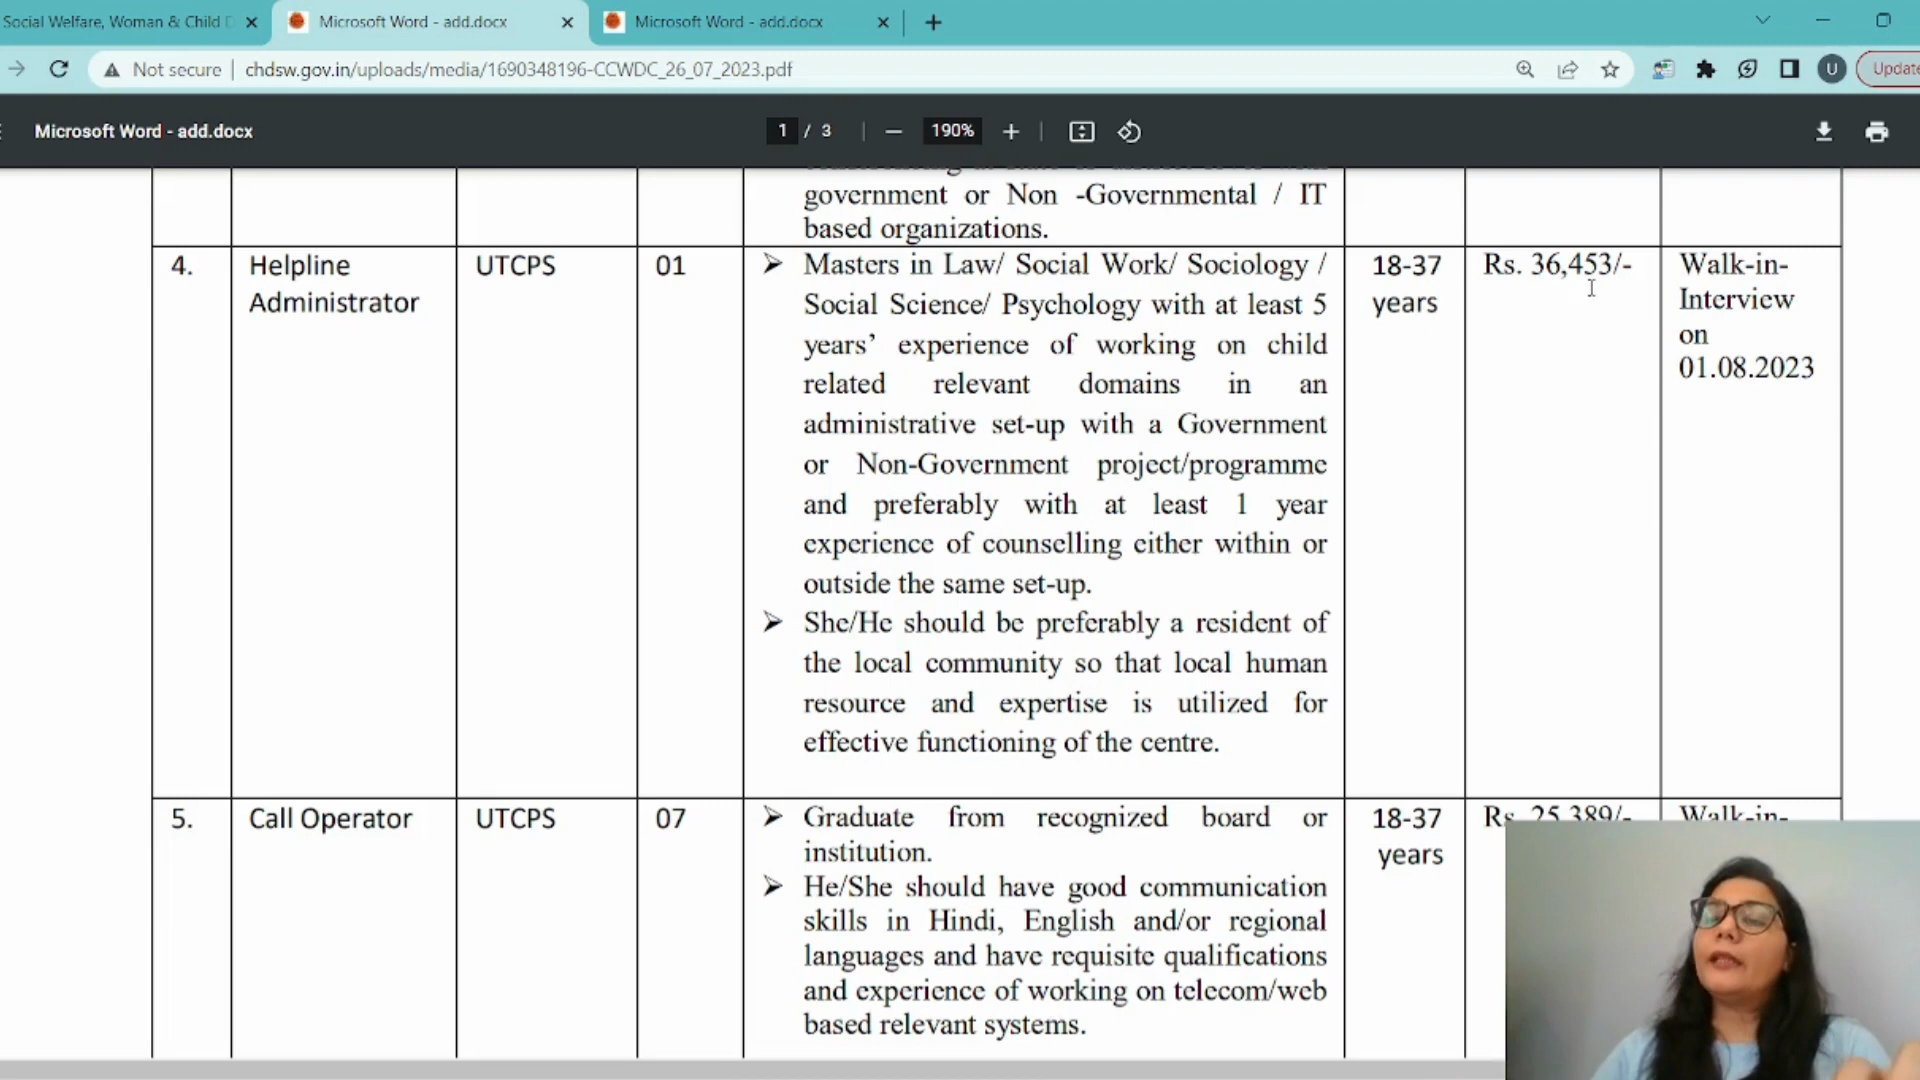 Social Welfare, Woman & Child D
Microsoft Word - add.docx
Microsoft Word - add.docx
Not secure
chdsw.gov.in/uploads/media/1690348196-CCWDC_26_07_2023.pdf
U
Update
Microsoft Word - add.docx
1 / 3
190%
government or Non -Governmental / IT
based organizations.
4.
Helpline
Administrator
UTCPS
01
➢ Masters in Law/ Social Work/ Sociology /
Social Science/ Psychology with at least 5
years’ experience of working on child
related relevant domains in an
administrative set-up with a Government
or Non-Government project/programme
and preferably with at least 1 year
experience of counselling either within or
outside the same set-up.
➢ She/He should be preferably a resident of
the local community so that local human
resource and expertise is utilized for
effective functioning of the centre.
18-37
years
Rs. 36,453/-
Walk-in-
Interview
on
01.08.2023
5.
Call Operator
UTCPS
07
➢ Graduate from recognized board or
institution.
➢ He/She should have good communication
skills in Hindi, English and/or regional
languages and have requisite qualifications
and experience of working on telecom/web
based relevant systems.
18-37
years
Rs. 25,389/-
Walk-in-